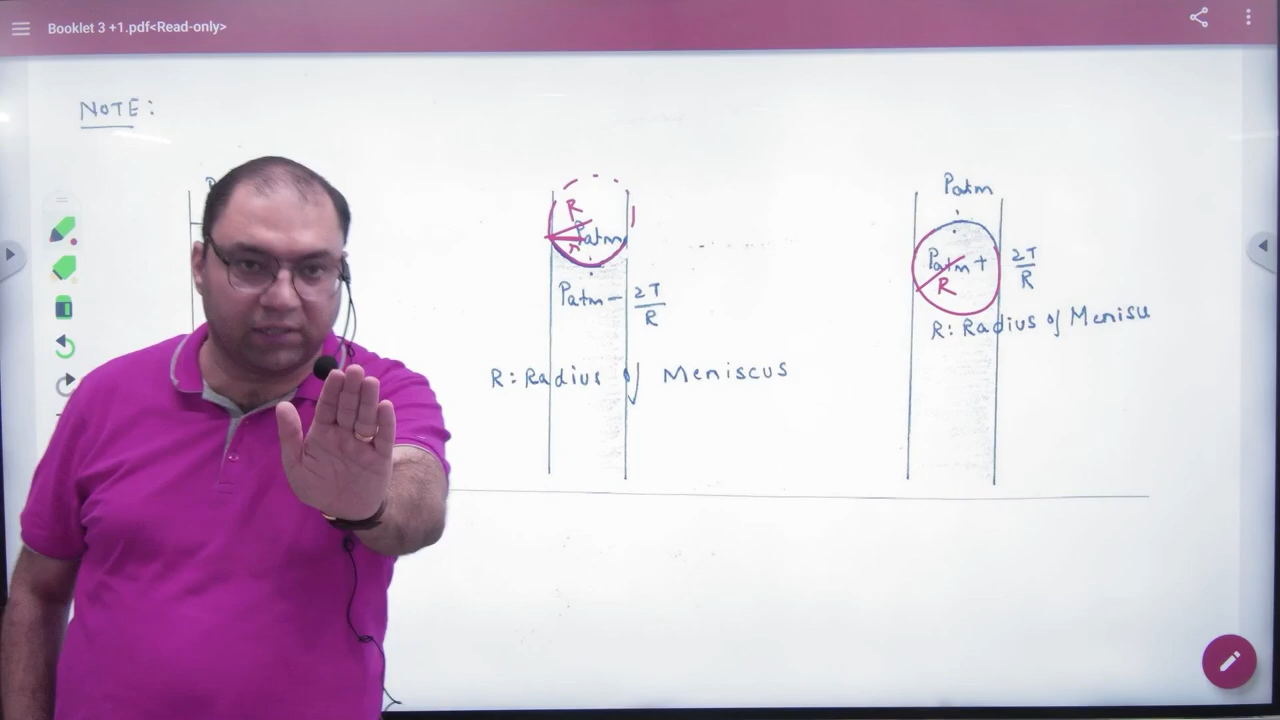 Booklet 3 +1.pdf<Read-only>
NOTE:
R
Patm
r
Patm - 2T/R
R: Radius of Meniscus
Patm
Patm + 2T/R
R
R: Radius of Menisu